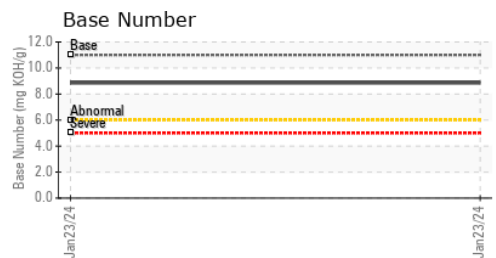 Base Number
Base Number (mg KOH/g)
12.0
Base
10.0
8.0
Abnormal
6.0
Severe
4.0
2.0
0.0
Jan23/24
Jan23/24